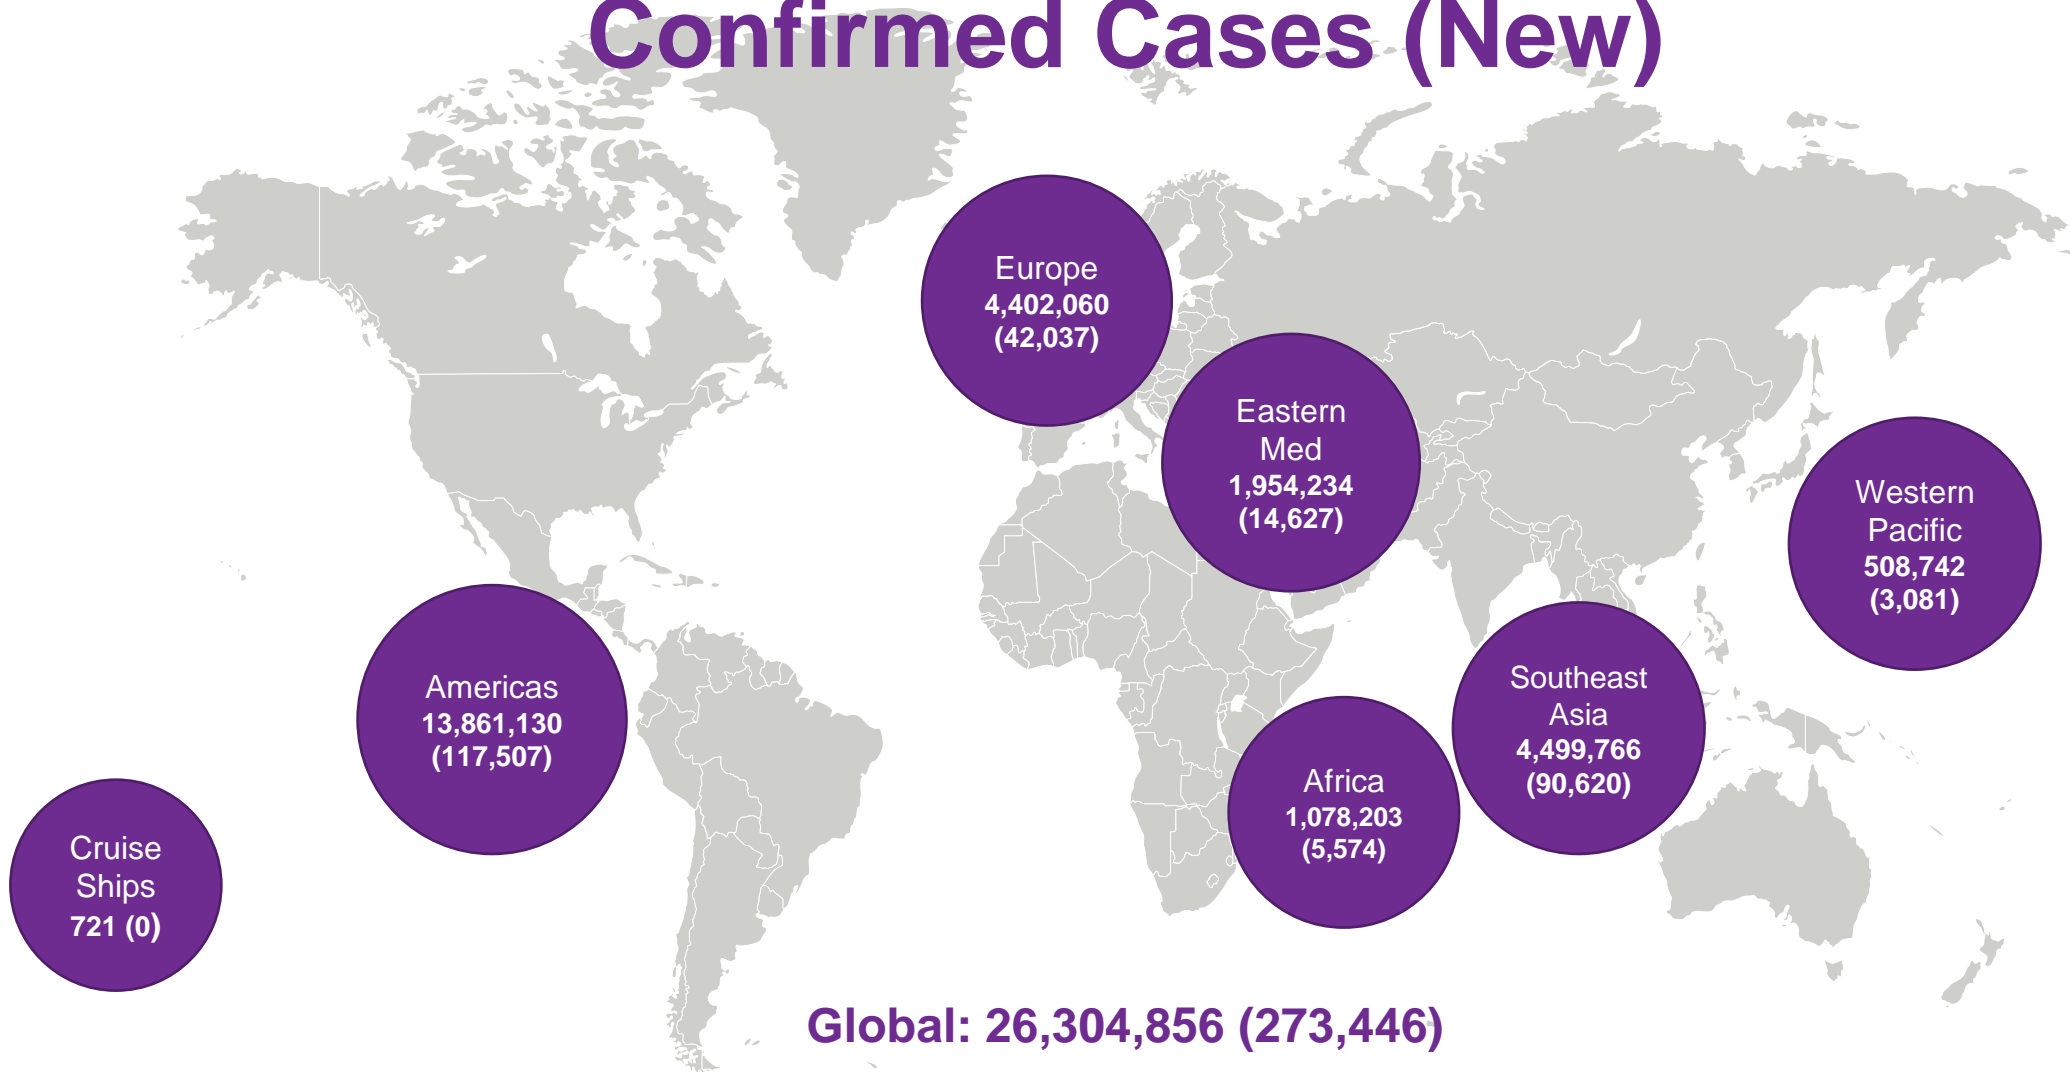 Confirmed Cases (New)
Europe
4,402,060
(42,037)
Eastern
Med
1,954,234
(14,627)
Western
Pacific
508,742
(3,081)
Americas
13,861,130
(117,507)
Southeast
Asia
4,499,766
(90,620)
Africa
1,078,203
(5,574)
Cruise
Ships
721 (0)
Global: 26,304,856 (273,446)